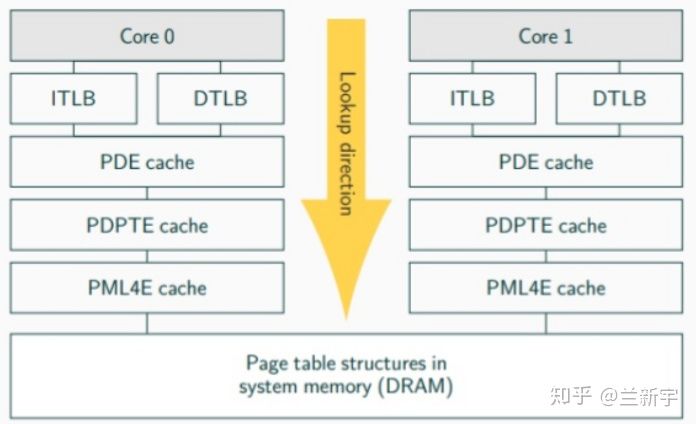 Core 0
ITLB
DTLB
PDE cache
PDPTE cache
PML4E cache
Lookup direction
Core 1
ITLB
DTLB
PDE cache
PDPTE cache
PML4E cache
Page table structures in
system memory (DRAM)
知乎 @兰新宇